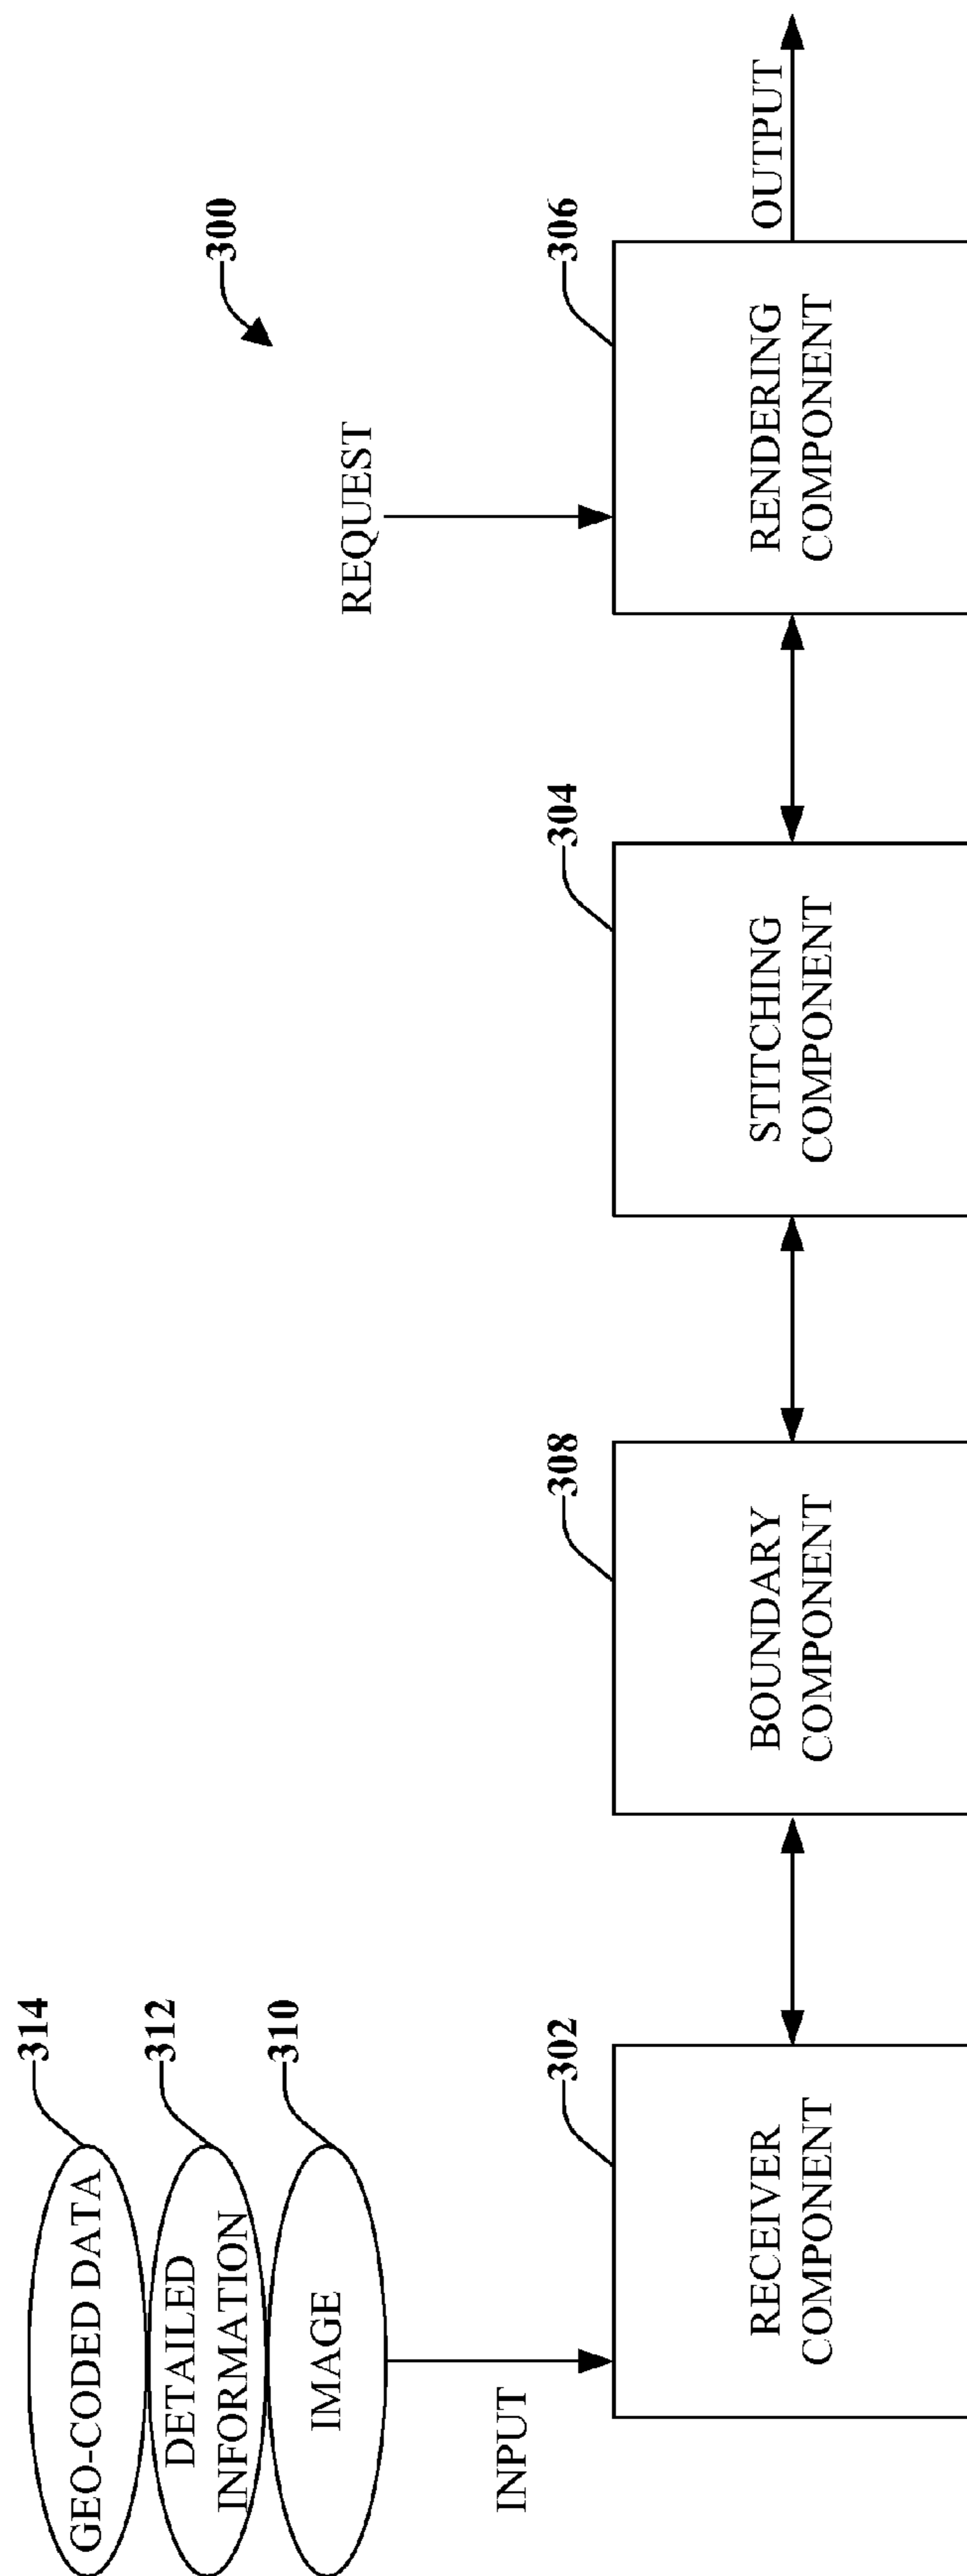 300
314
GEO-CODED DATA
312
DETAILED
INFORMATION
310
IMAGE
INPUT
REQUEST
302
RECEIVER
COMPONENT
308
BOUNDARY
COMPONENT
304
STITCHING
COMPONENT
306
RENDERING
COMPONENT
OUTPUT